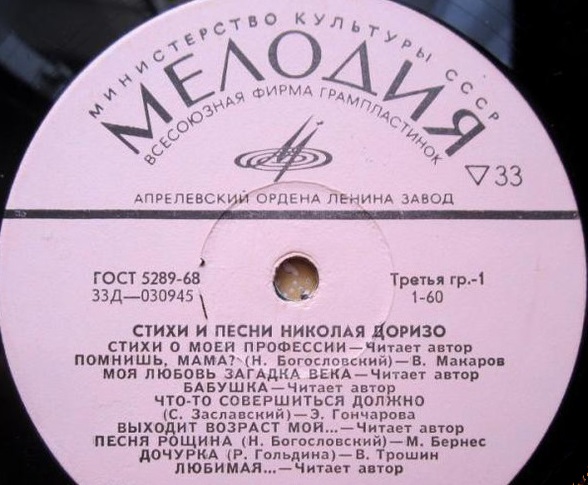 МИНИСТЕРСТВО КУЛЬТУРЫ СССР
МЕЛОДИЯ
ВСЕСОЮЗНАЯ ФИРМА ГРАМПЛАСТИНОК
33
АПРЕЛЕВСКИЙ ОРДЕНА ЛЕНИНА ЗАВОД
ГОСТ 5289-68 Третья гр.-1
33Д—030945 1-60
СТИХИ И ПЕСНИ НИКОЛАЯ ДОРИЗО
СТИХИ О МОЕЙ ПРОФЕССИИ—Читает автор
ПОМНИШЬ, МАМА? (Н. Богословский)—В. Макаров
МОЯ ЛЮБОВЬ ЗАГАДКА ВЕКА—Читает автор
БАБУШКА—Читает автор
ЧТО-ТО СОВЕРШИТЬСЯ ДОЛЖНО
(С. Заславский)—Э. Гончарова
ВЫХОДИТ ВОЗРАСТ МОЙ...—Читает автор
ПЕСНЯ РОЩИНА (Н. Богословский)—М. Бернес
ДОЧУРКА (Р. Гольдина)—В. Трошин
ЛЮБИМАЯ...—Читает автор